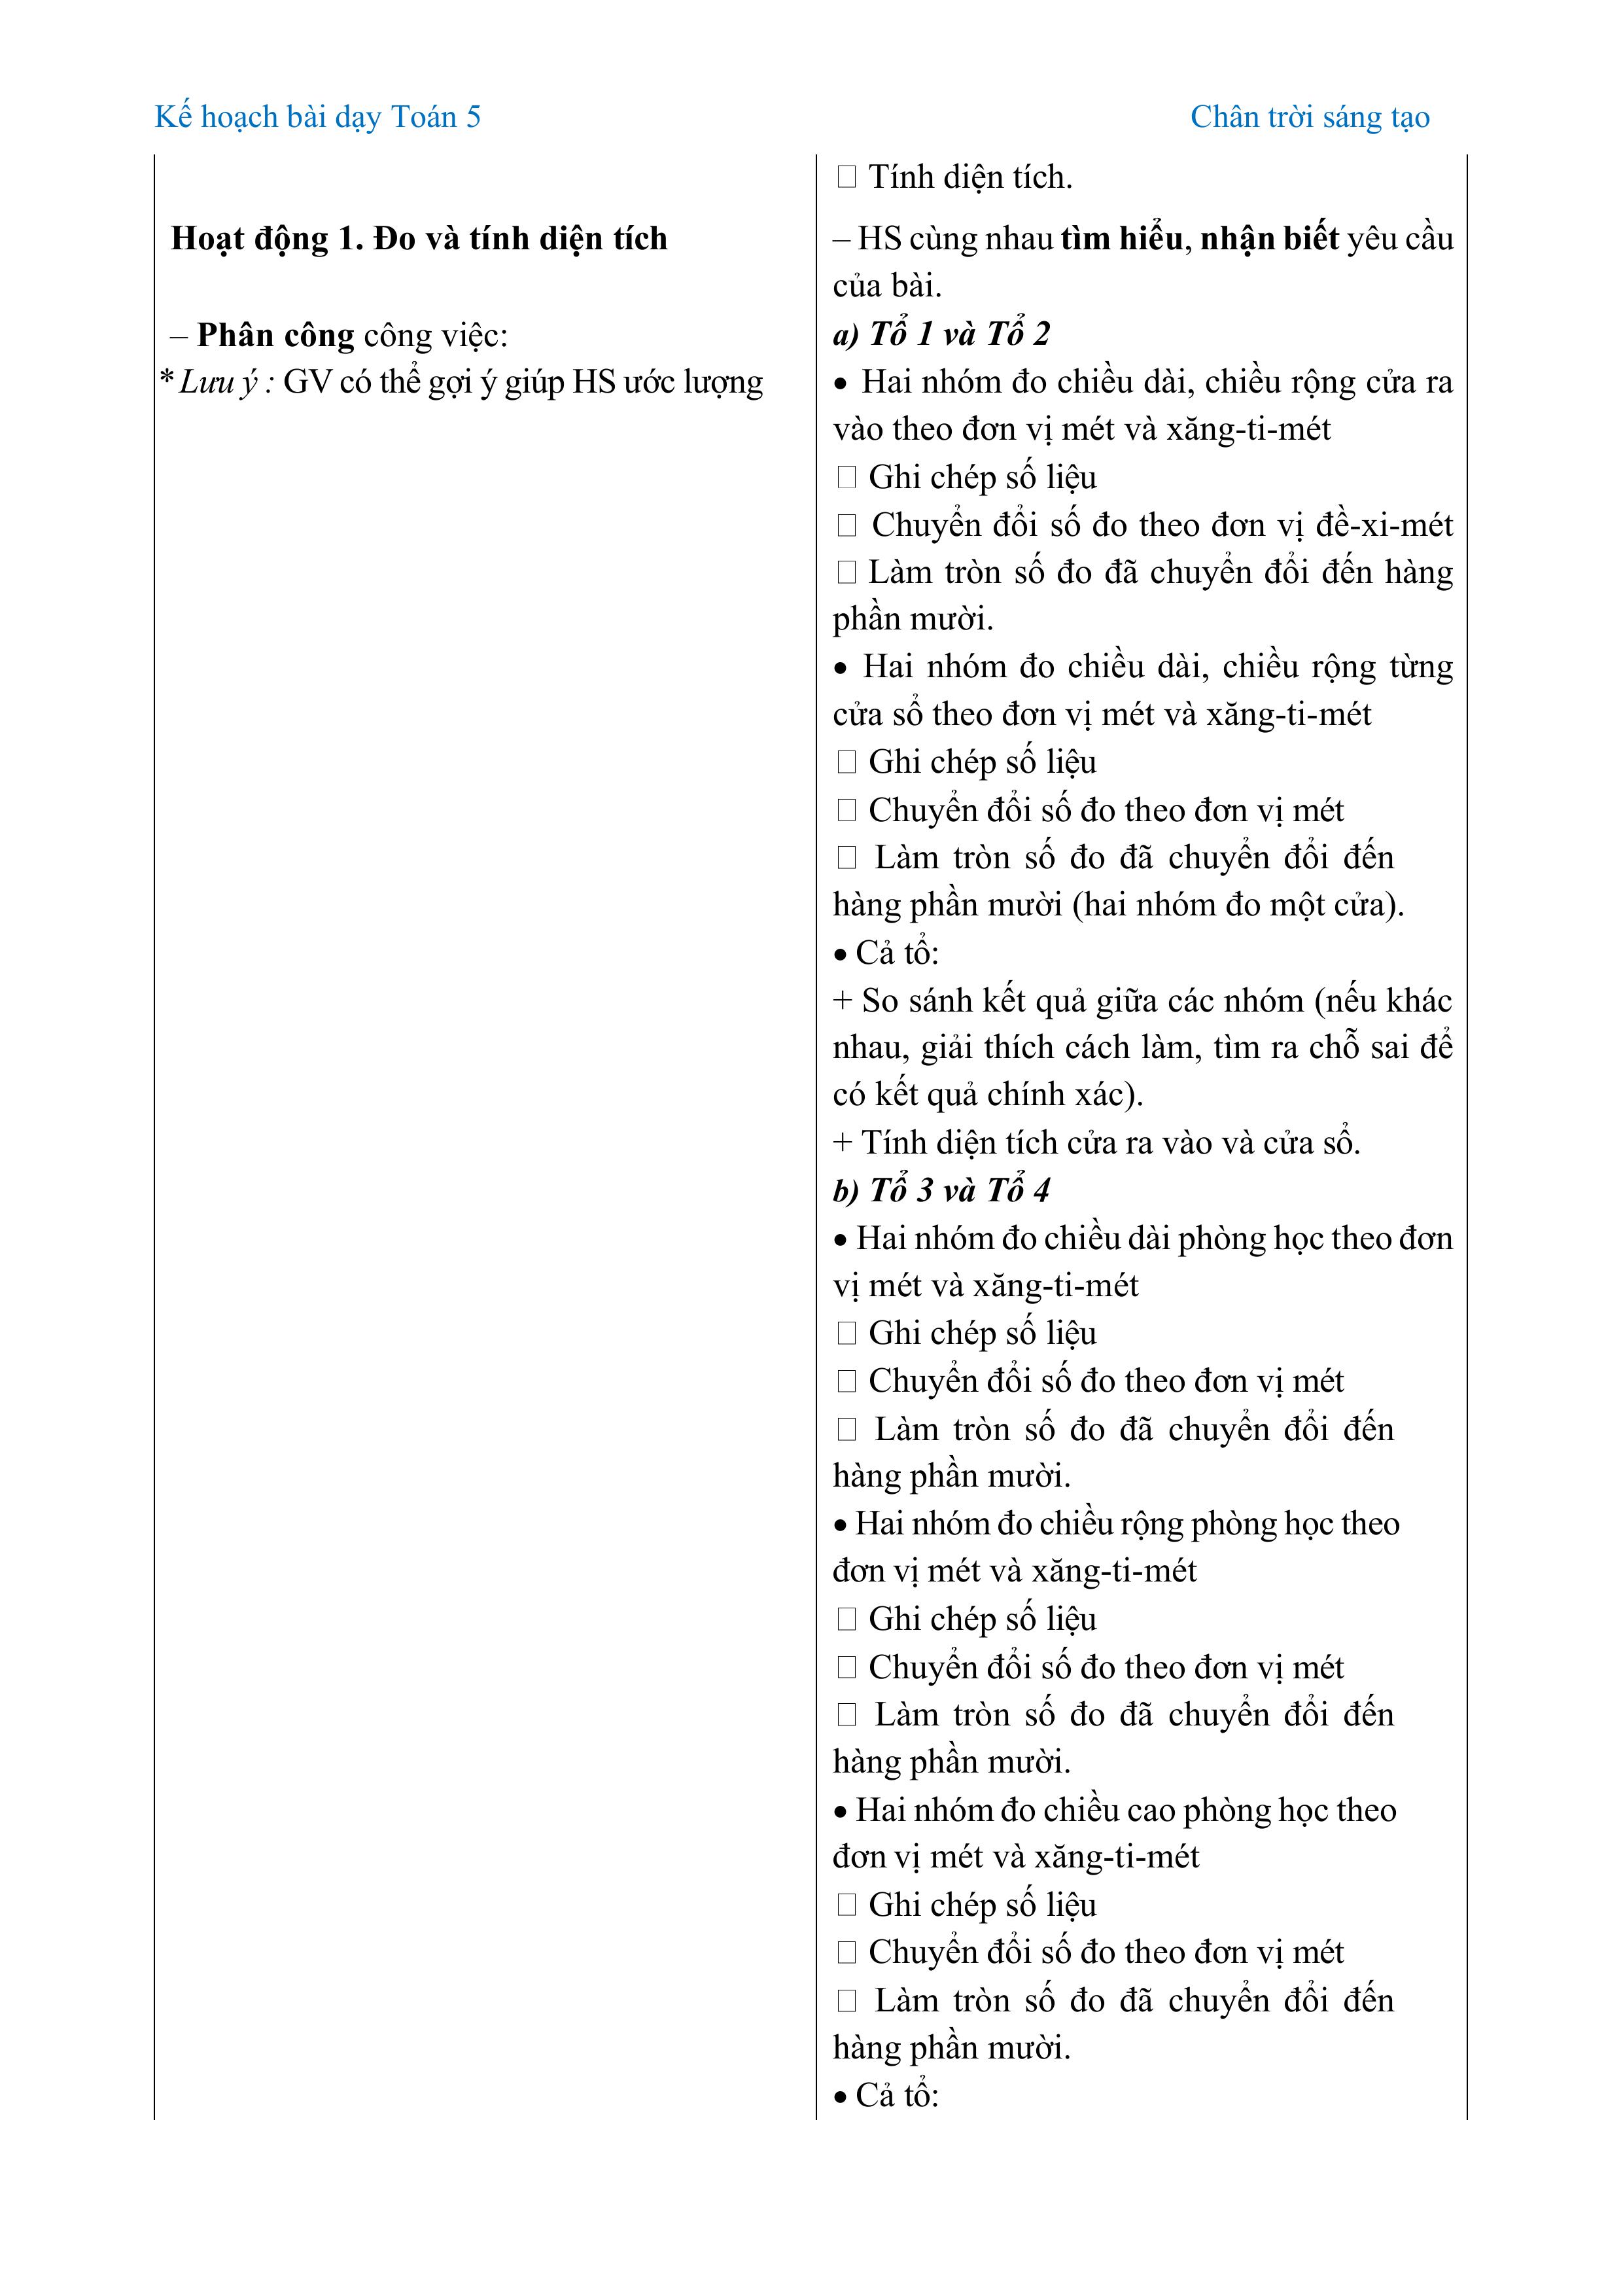 Kế hoạch bài dạy Toán 5 Chân trời sáng tạo
Hoạt động 1. Đo và tính diện tích
– Phân công công việc:
* Lưu ý : GV có thể gợi ý giúp HS ước lượng
□ Tính diện tích.
– HS cùng nhau tìm hiểu, nhận biết yêu cầu
của bài.
a) Tổ 1 và Tổ 2
• Hai nhóm đo chiều dài, chiều rộng cửa ra
vào theo đơn vị mét và xăng-ti-mét
□ Ghi chép số liệu
□ Chuyển đổi số đo theo đơn vị đề-xi-mét
□ Làm tròn số đo đã chuyển đổi đến hàng
phần mười.
• Hai nhóm đo chiều dài, chiều rộng từng
cửa sổ theo đơn vị mét và xăng-ti-mét
□ Ghi chép số liệu
□ Chuyển đổi số đo theo đơn vị mét
□ Làm tròn số đo đã chuyển đổi đến
hàng phần mười (hai nhóm đo một cửa).
• Cả tổ:
+ So sánh kết quả giữa các nhóm (nếu khác
nhau, giải thích cách làm, tìm ra chỗ sai để
có kết quả chính xác).
+ Tính diện tích cửa ra vào và cửa sổ.
b) Tổ 3 và Tổ 4
• Hai nhóm đo chiều dài phòng học theo đơn
vị mét và xăng-ti-mét
□ Ghi chép số liệu
□ Chuyển đổi số đo theo đơn vị mét
□ Làm tròn số đo đã chuyển đổi đến
hàng phần mười.
• Hai nhóm đo chiều rộng phòng học theo
đơn vị mét và xăng-ti-mét
□ Ghi chép số liệu
□ Chuyển đổi số đo theo đơn vị mét
□ Làm tròn số đo đã chuyển đổi đến
hàng phần mười.
• Hai nhóm đo chiều cao phòng học theo
đơn vị mét và xăng-ti-mét
□ Ghi chép số liệu
□ Chuyển đổi số đo theo đơn vị mét
□ Làm tròn số đo đã chuyển đổi đến
hàng phần mười.
• Cả tổ: